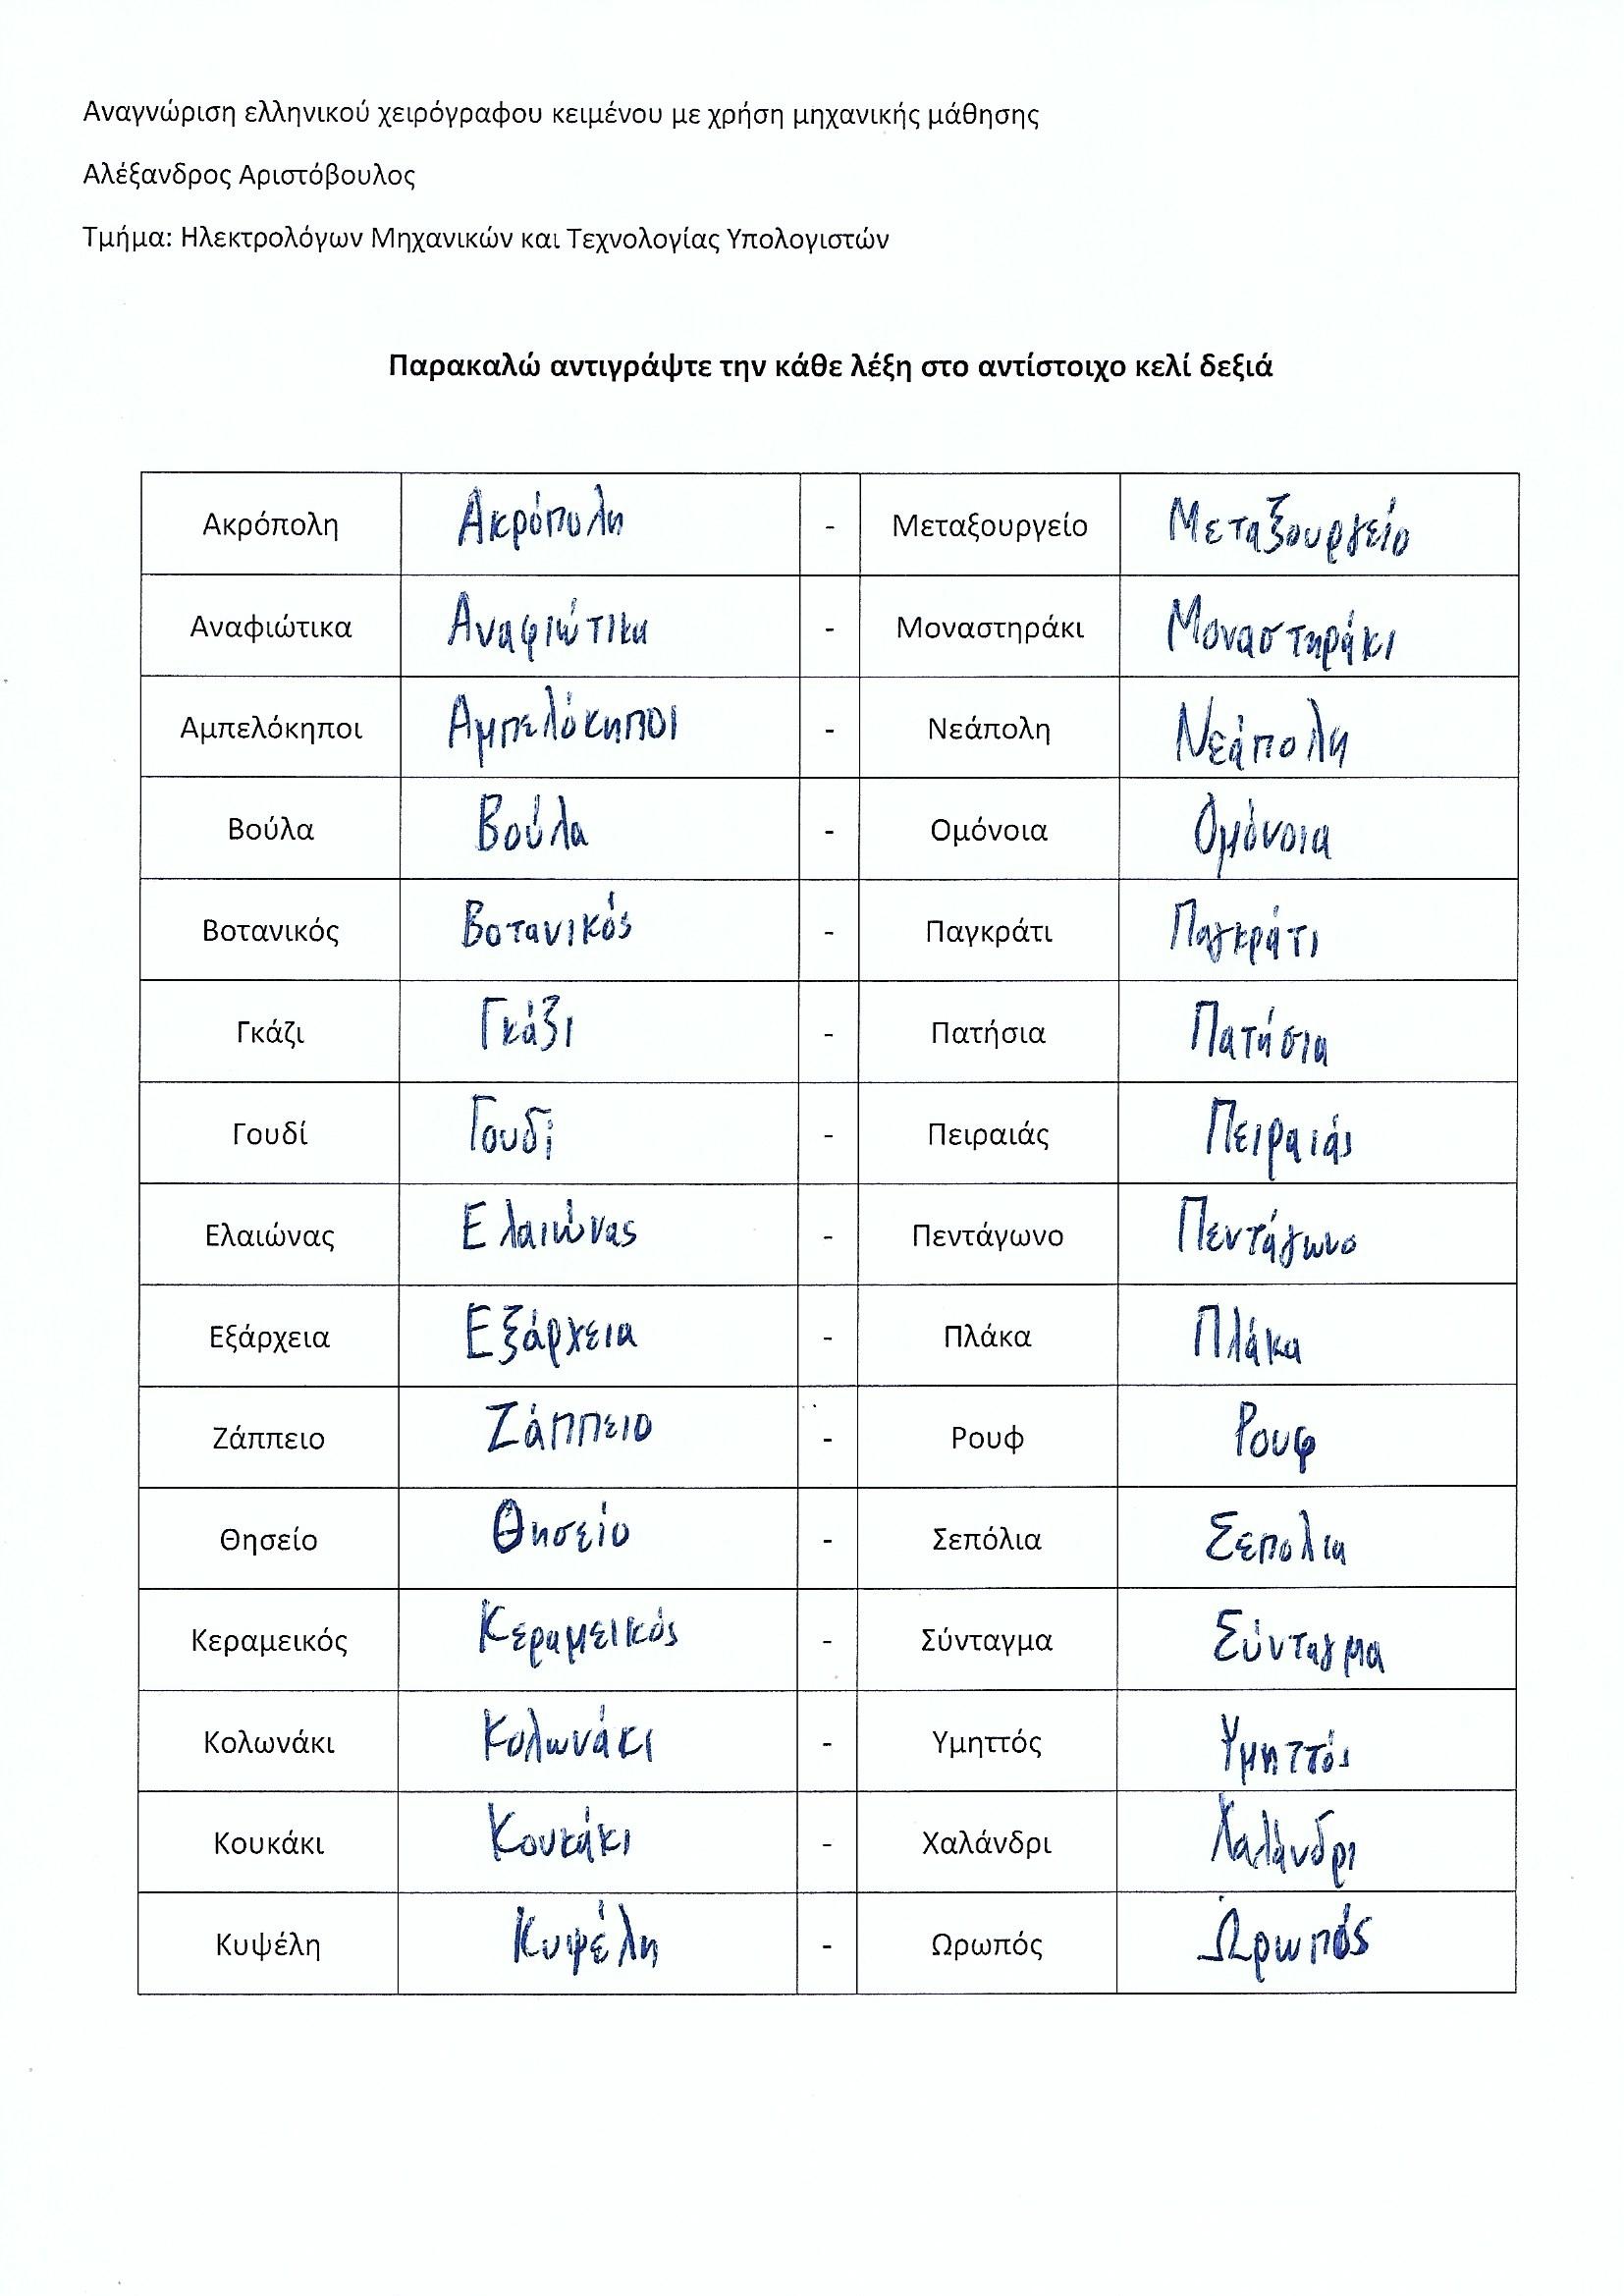 Αναγνώριση ελληνικού χειρόγραφου κειμένου με χρήση μηχανικής μάθησης
Αλέξανδρος Αριστόβουλος
Τμήμα: Ηλεκτρολόγων Μηχανικών και Τεχνολογίας Υπολογιστών
Παρακαλώ αντιγράψτε την κάθε λέξη στο αντίστοιχο κελί δεξιά
Ακρόπολη Ακρόπολη - Μεταξουργείο Μεταξουργείο
Αναφιώτικα Αναφιώτικα - Μοναστηράκι Μοναστηράκι
Αμπελόκηποι Αμπελόκηποι - Νεάπολη Νεάπολη
Βούλα Βούλα - Ομόνοια Ομόνοια
Βοτανικός Βοτανικός - Παγκράτι Παγκράτι
Γκάζι Γκάζι - Πατήσια Πατήσια
Γουδί Γουδί - Πειραιάς Πειραιάς
Ελαιώνας Ελαιώνας - Πεντάγωνο Πεντάγωνο
Εξάρχεια Εξάρχεια - Πλάκα Πλάκα
Ζάππειο Ζάππειο - Ρουφ Ρουφ
Θησείο Θησείο - Σεπόλια Σεπολια
Κεραμεικός Κεραμεικός - Σύνταγμα Σύνταγμα
Κολωνάκι Κολωνάκι - Υμηττός Υμηττός
Κουκάκι Κουκάκι - Χαλάνδρι Χαλάνδρι
Κυψέλη Κυψέλη - Ωρωπός Ωρωπός